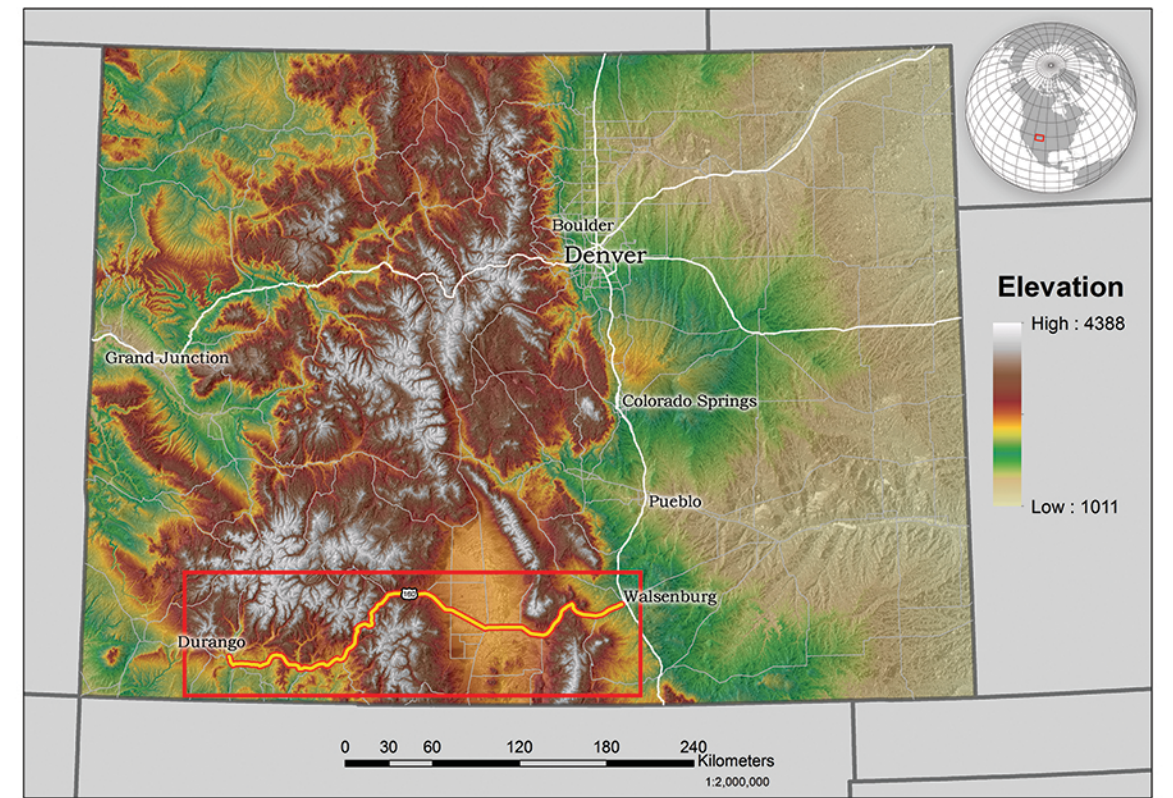 Boulder
Denver
Elevation
High : 4388
Grand Junction
Colorado Springs
Pueblo
Low : 1011
160
Walsenburg
Durango
0 30 60 120 180 240
Kilometers
1:2,000,000